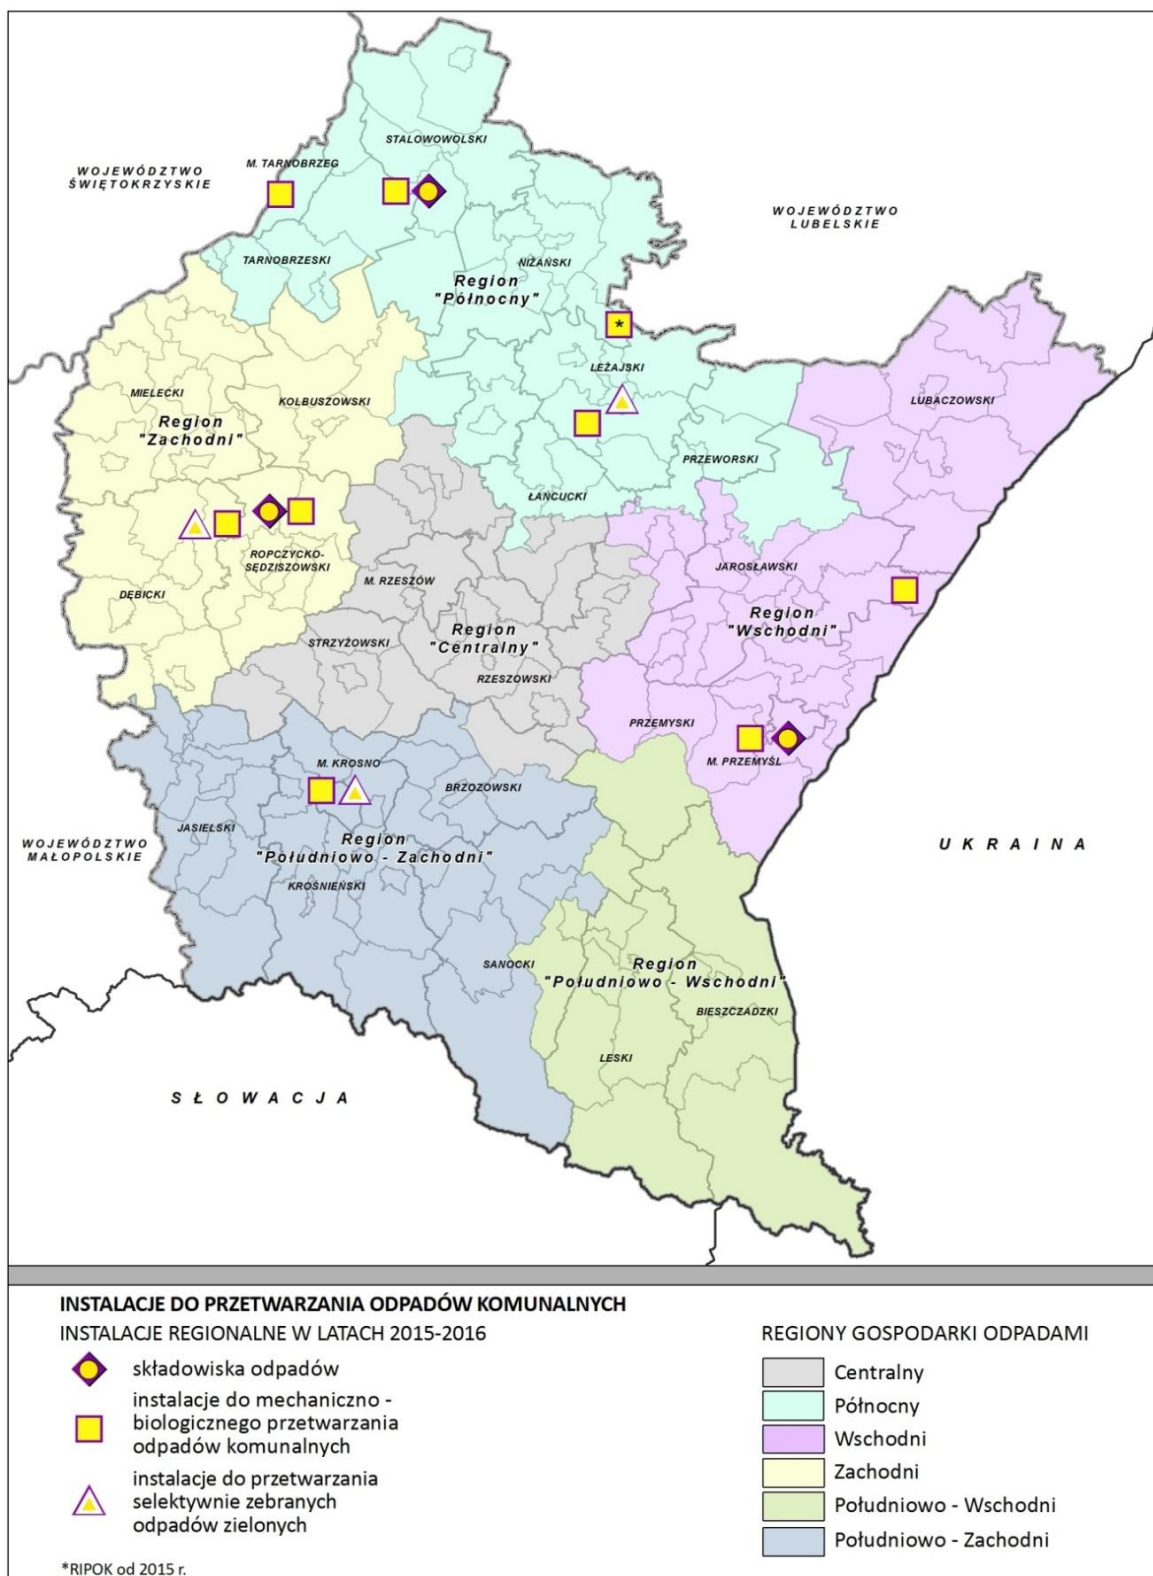 STALOWOWOLSKI
M. TARNOBRZEG
WOJEWÓDZTWO
ŚWIĘTOKRZYSKIE
WOJEWÓDZTWO
LUBELSKIE
TARNOBRZESKI
NIŻAŃSKI
Region
"Północny"
*
LEŻAJSKI
MIELECKI
KOLBUSZOWSKI
LUBACZOWSKI
Region
"Zachodni"
PRZEWORSKI
ŁAŃCUCKI
ROPCZYCKO-
SĘDZISZOWSKI
JAROSŁAWSKI
M. RZESZÓW
DĘBICKI
Region
"Wschodni"
Region
"Centralny"
STRZYŻOWSKI
RZESZOWSKI
PRZEMYSKI
M. PRZEMYŚL
M. KROSNO
BRZOZOWSKI
JASIELSKI
Region
"Południowo - Zachodni"
WOJEWÓDZTWO
MAŁOPOLSKIE
UKRAINA
KROŚNIEŃSKI
SANOCKI
Region
"Południowo - Wschodni"
BIESZCZADZKI
LESKI
SŁOWACJA
INSTALACJE DO PRZETWARZANIA ODPADÓW KOMUNALNYCH
INSTALACJE REGIONALNE W LATACH 2015-2016
składowiska odpadów
instalacje do mechaniczno -
biologicznego przetwarzania
odpadów komunalnych
instalacje do przetwarzania
selektywnie zebranych
odpadów zielonych
*RIPOK od 2015 r.
REGIONY GOSPODARKI ODPADAMI
Centralny
Północny
Wschodni
Zachodni
Południowo - Wschodni
Południowo - Zachodni